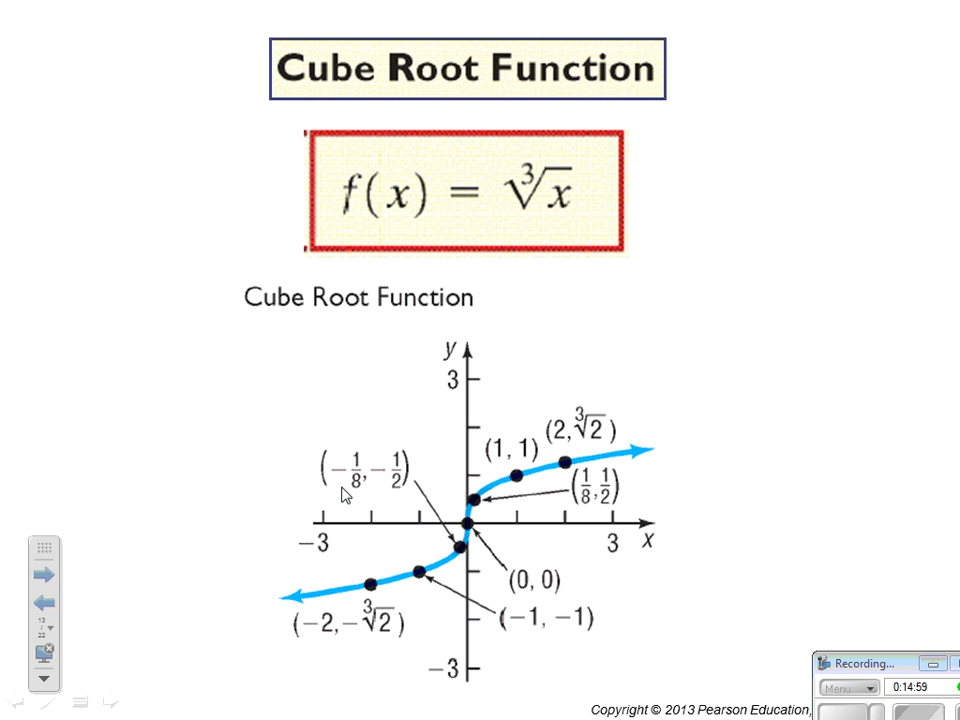 Cube Root Function
f(x) = ∛x
Cube Root Function
y
3
(2, ∛2)
(1, 1)
(−1/8, −1/2)
(1/8, 1/2)
−3
3
x
(0, 0)
(−2, −∛2)
(−1, −1)
−3
13
/
22
Recording...
Menu
0:14:59
Copyright © 2013 Pearson Education,